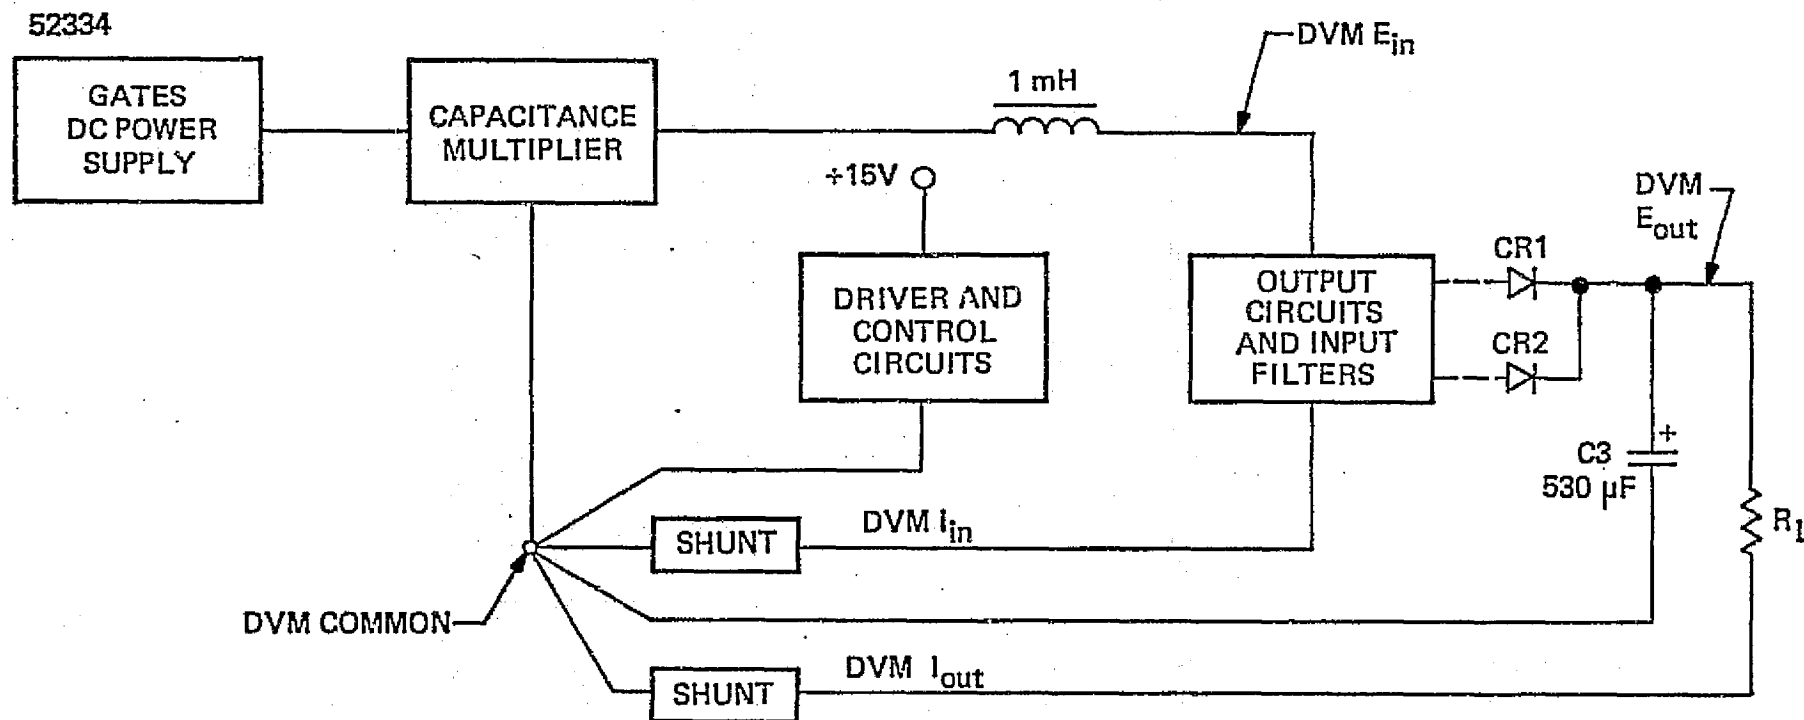 52334
GATES
DC POWER
SUPPLY
CAPACITANCE
MULTIPLIER
1 mH
DVM Ein
+15V
DRIVER AND
CONTROL
CIRCUITS
OUTPUT
CIRCUITS
AND INPUT
FILTERS
CR1
CR2
DVM
Eout
C3
530 μF
+
R1
SHUNT
DVM Iin
DVM COMMON
SHUNT
DVM Iout